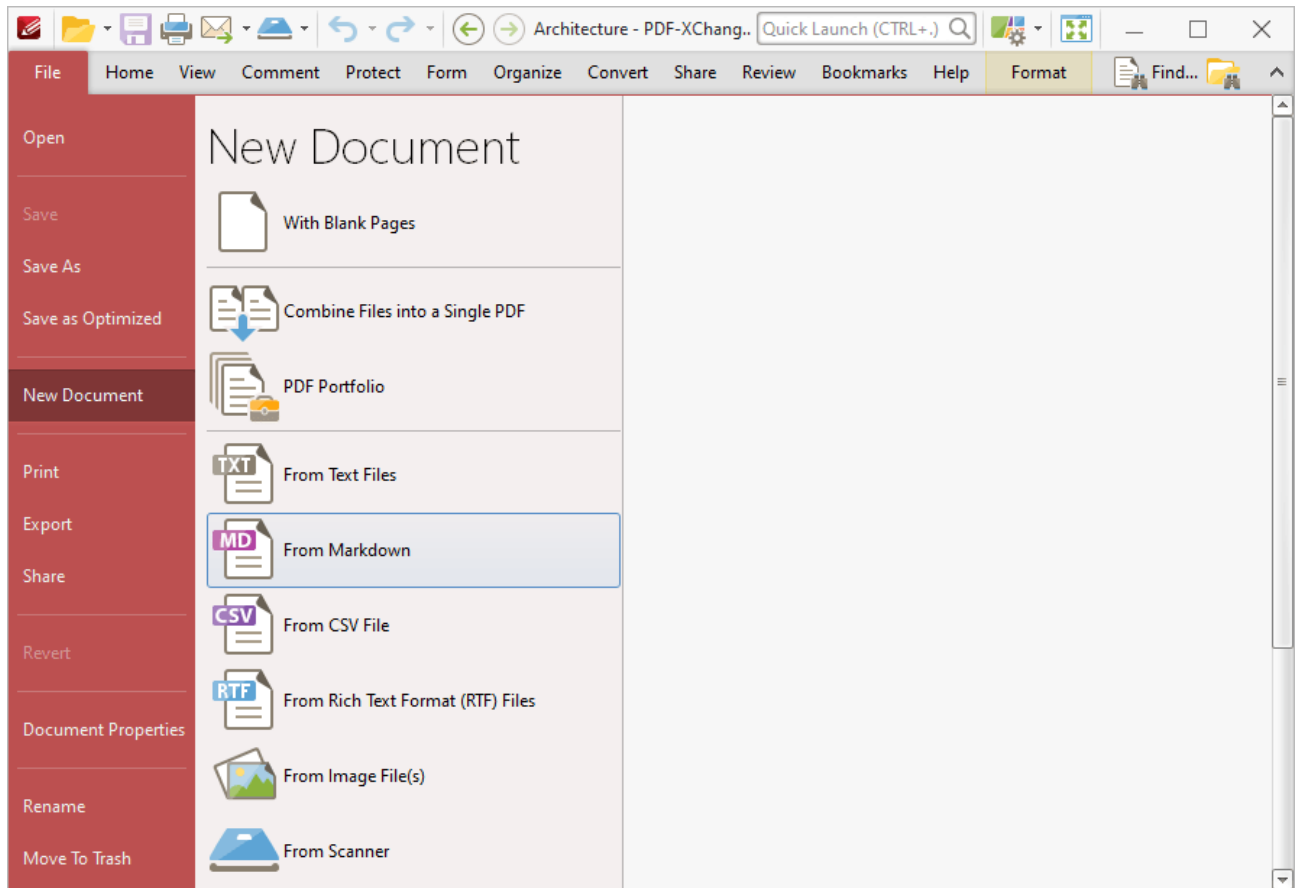 Architecture - PDF-XChang..
Quick Launch (CTRL+.)
File
Home
View
Comment
Protect
Form
Organize
Convert
Share
Review
Bookmarks
Help
Format
Find...
Open
Save
Save As
Save as Optimized
New Document
Print
Export
Share
Revert
Document Properties
Rename
Move To Trash
New Document
With Blank Pages
Combine Files into a Single PDF
PDF Portfolio
TXT
From Text Files
MD
From Markdown
CSV
From CSV File
RTF
From Rich Text Format (RTF) Files
From Image File(s)
From Scanner